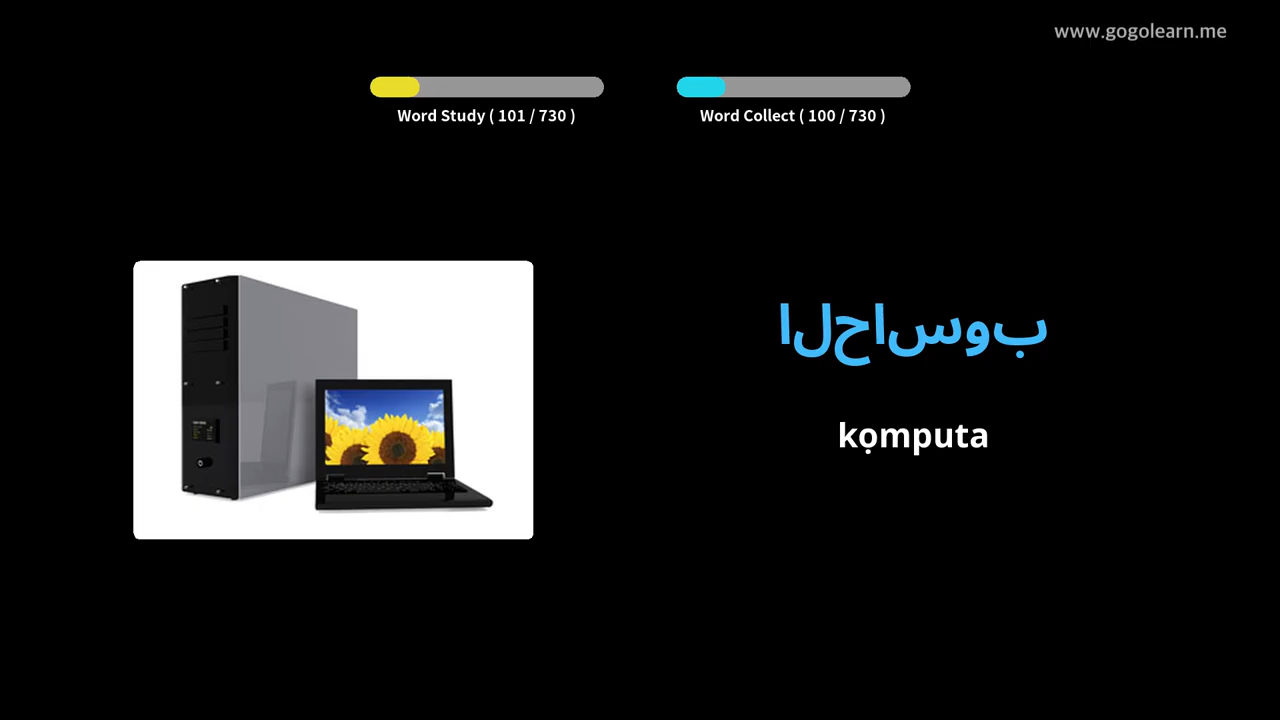 www.gogolearn.me
Word Study ( 101 / 730 )
Word Collect ( 100 / 730 )
الحاسوب
kọmputa